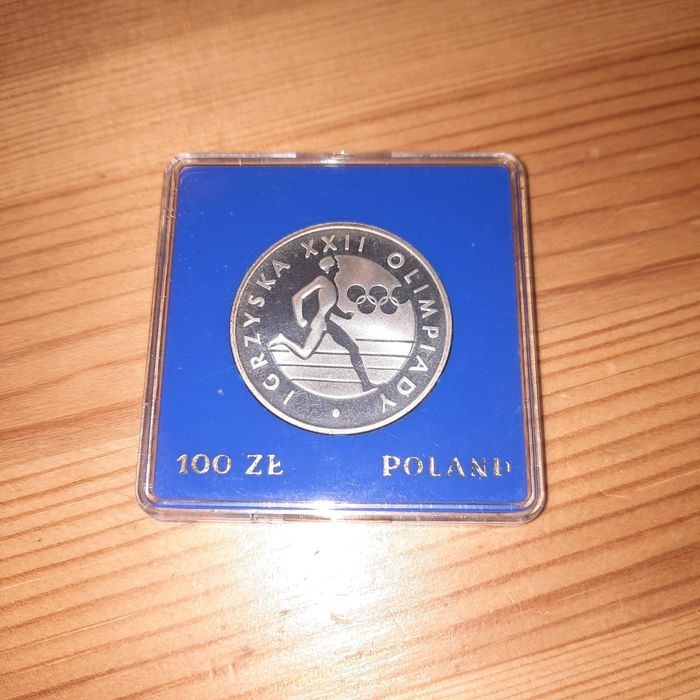 IGRZYSKA XXII OLIMPIADY
100 ZŁ POLAND